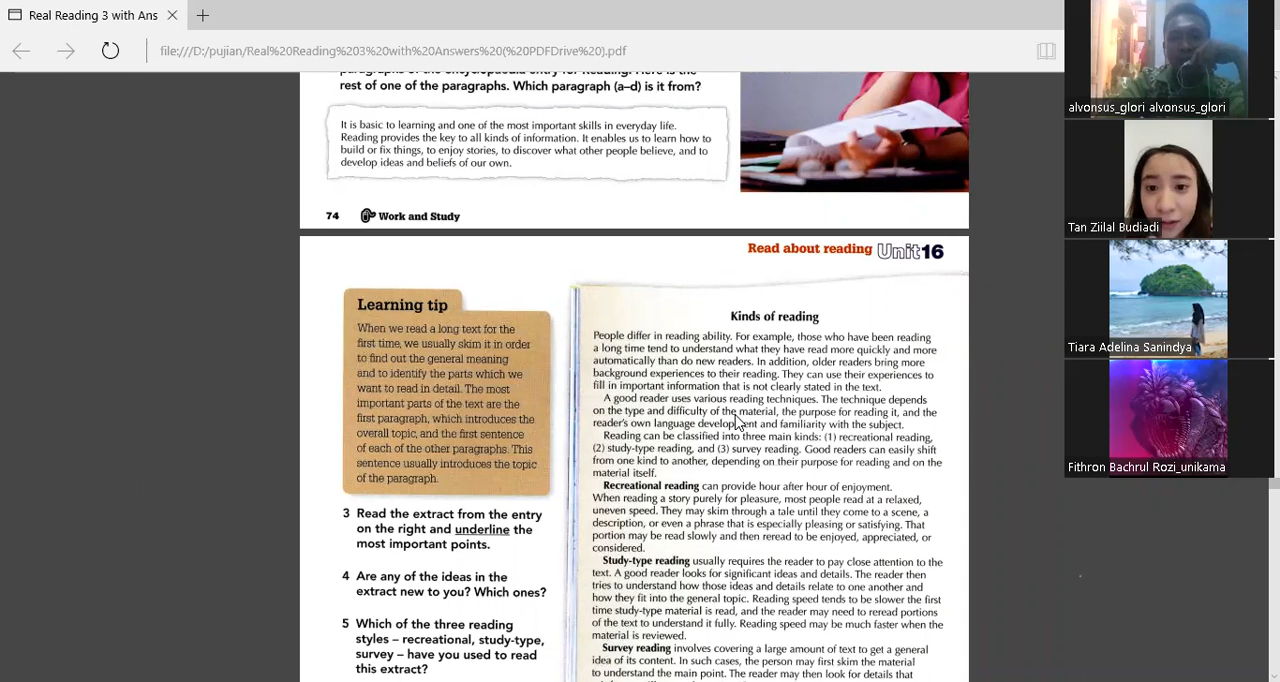 Real Reading 3 with Ans
file:///D:/pujian/Real%20Reading%203%20with%20Answers%20(%20PDFDrive%20).pdf
paragraphs of the encyclopaedia entry for Reading. Here is the
rest of one of the paragraphs. Which paragraph (a–d) is it from?
It is basic to learning and one of the most important skills in everyday life.
Reading provides the key to all kinds of information. It enables us to learn how to
build or fix things, to enjoy stories, to discover what other people believe, and to
develop ideas and beliefs of our own.
74 Work and Study
Read about reading Unit16
Learning tip
When we read a long text for the
first time, we usually skim it in order
to find out the general meaning
and to identify the parts which we
want to read in detail. The most
important parts of the text are the
first paragraph, which introduces the
overall topic, and the first sentence
of each of the other paragraphs. This
sentence usually introduces the topic
of the paragraph.
3 Read the extract from the entry
on the right and underline the
most important points.
4 Are any of the ideas in the
extract new to you? Which ones?
5 Which of the three reading
styles – recreational, study-type,
survey – have you used to read
this extract?
Kinds of reading
People differ in reading ability. For example, those who have been reading
a long time tend to understand what they have read more quickly and more
automatically than do new readers. In addition, older readers bring more
background experiences to their reading. They can use their experiences to
fill in important information that is not clearly stated in the text.
A good reader uses various reading techniques. The technique depends
on the type and difficulty of the material, the purpose for reading it, and the
reader's own language development and familiarity with the subject.
Reading can be classified into three main kinds: (1) recreational reading,
(2) study-type reading, and (3) survey reading. Good readers can easily shift
from one kind to another, depending on their purpose for reading and on the
material itself.
Recreational reading can provide hour after hour of enjoyment.
When reading a story purely for pleasure, most people read at a relaxed,
uneven speed. They may skim through a tale until they come to a scene, a
description, or even a phrase that is especially pleasing or satisfying. That
portion may be read slowly and then reread to be enjoyed, appreciated, or
considered.
Study-type reading usually requires the reader to pay close attention to the
text. A good reader looks for significant ideas and details. The reader then
tries to understand how those ideas and details relate to one another and
how they fit into the general topic. Reading speed tends to be slower the first
time study-type material is read, and the reader may need to reread portions
of the text to understand it fully. Reading speed may be much faster when the
material is reviewed.
Survey reading involves covering a large amount of text to get a general
idea of its content. In such cases, the person may first skim the material
to understand the main point. The reader may then look for details that
alvonsus_glori alvonsus_glori
Tan Ziilal Budiadi
Tiara Adelina Sanindya
Fithron Bachrul Rozi_unikama